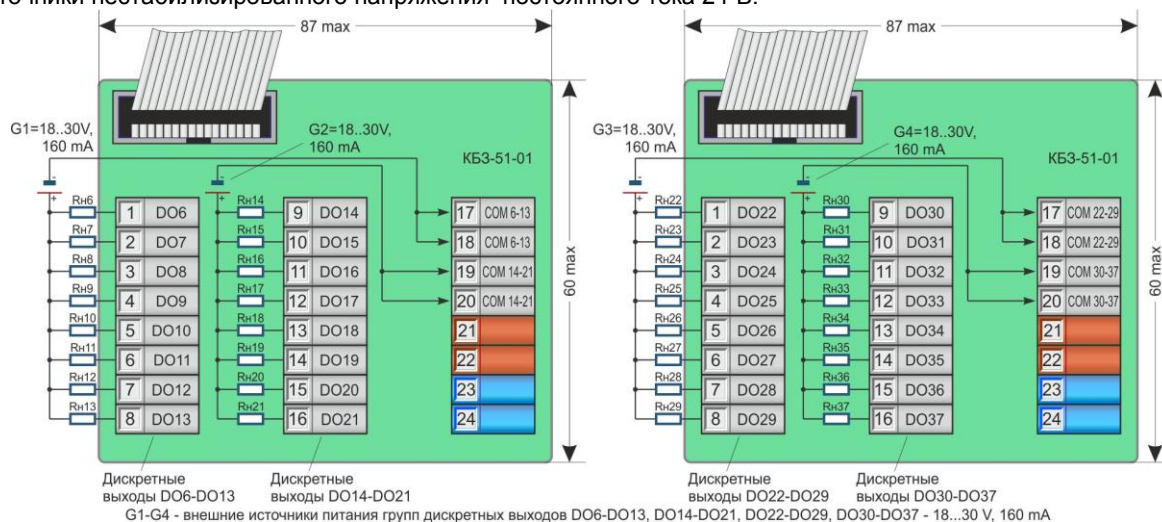 нестабилизированного напряжения постоянного тока 24 В.
87 max
87 max
G1=18..30V,
160 mA
G2=18..30V,
160 mA
КБЗ-51-01
Rн6
1 DO6
Rн7
2 DO7
Rн8
3 DO8
Rн9
4 DO9
Rн10
5 DO10
Rн11
6 DO11
Rн12
7 DO12
Rн13
8 DO13
Rн14
9 DO14
Rн15
10 DO15
Rн16
11 DO16
Rн17
12 DO17
Rн18
13 DO18
Rн19
14 DO19
Rн20
15 DO20
Rн21
16 DO21
17 COM 6-13
18 COM 6-13
19 COM 14-21
20 COM 14-21
21
22
23
24
60 max
Дискретные
выходы DO6-DO13
Дискретные
выходы DO14-DO21
G3=18..30V,
160 mA
G4=18..30V,
160 mA
КБЗ-51-01
Rн22
1 DO22
Rн23
2 DO23
Rн24
3 DO24
Rн25
4 DO25
Rн26
5 DO26
Rн27
6 DO27
Rн28
7 DO28
Rн29
8 DO29
Rн30
9 DO30
Rн31
10 DO31
Rн32
11 DO32
Rн33
12 DO33
Rн34
13 DO34
Rн35
14 DO35
Rн36
15 DO36
Rн37
16 DO37
17 COM 22-29
18 COM 22-29
19 COM 30-37
20 COM 30-37
21
22
23
24
60 max
Дискретные
выходы DO22-DO29
Дискретные
выходы DO30-DO37
G1-G4 - внешние источники питания групп дискретных выходов DO6-DO13, DO14-DO21, DO22-DO29, DO30-DO37 - 18...30 V, 160 mA